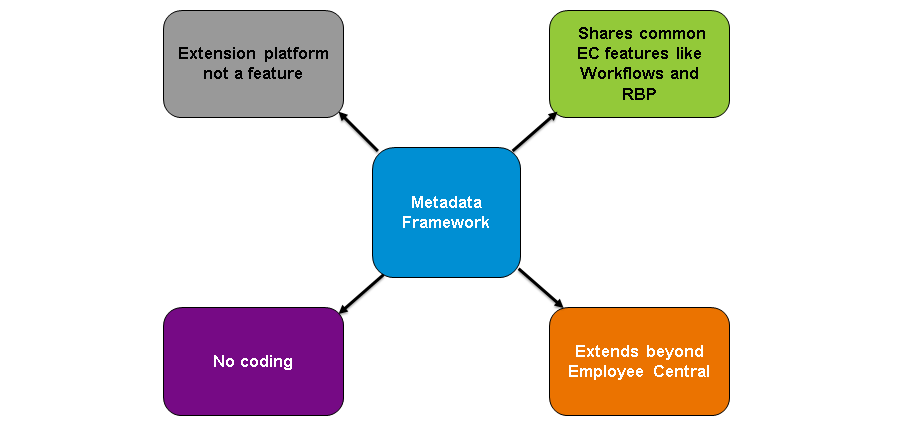 Extension platform
not a feature
Shares common
EC features like
Workflows and
RBP
Metadada
Framework
No coding
Extends beyond
Employee Central